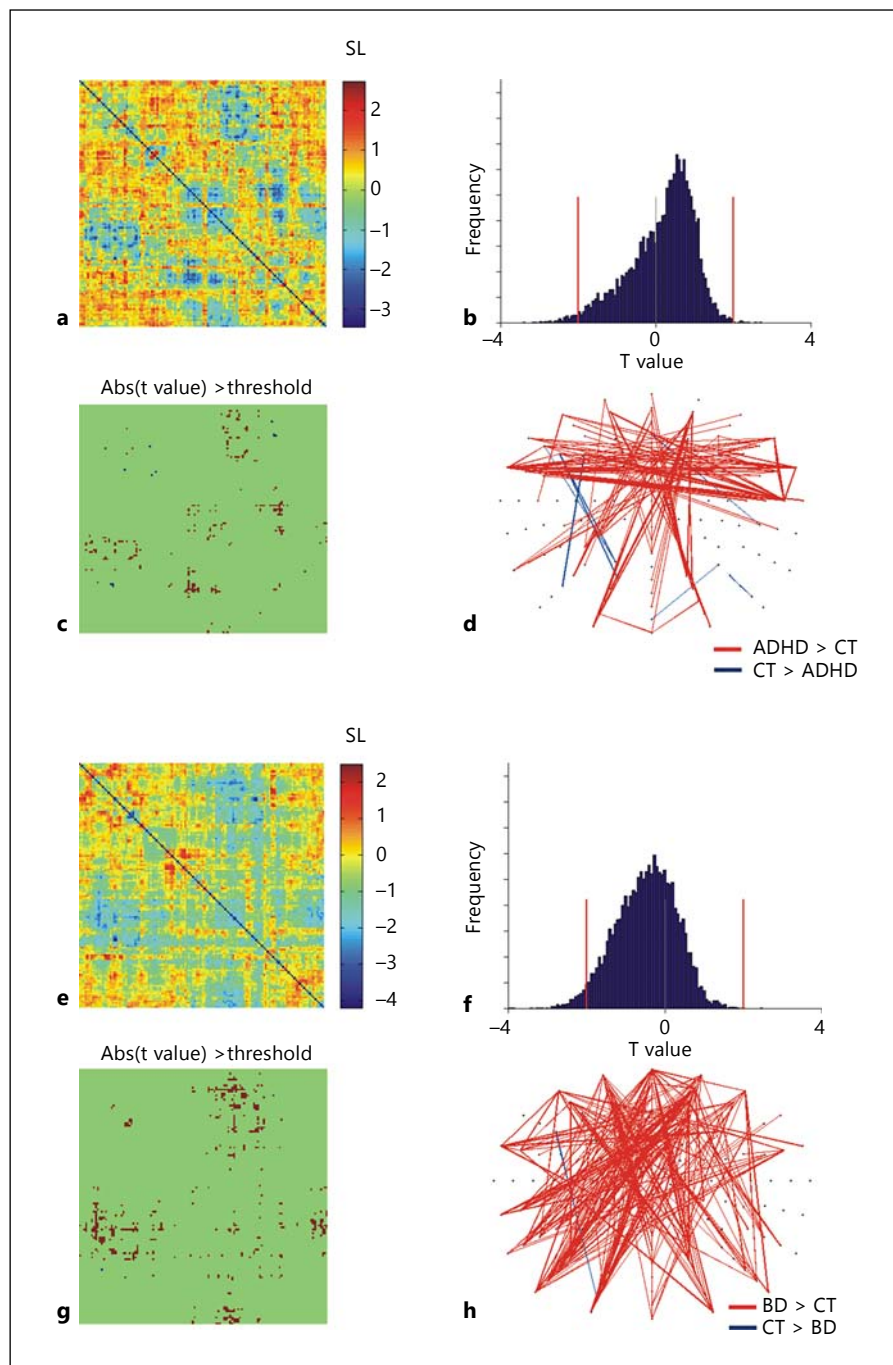 SL
2
1
0
−1
−2
−3
a
Frequency
−4
0
4
T value
b
Abs(t value) >threshold
c
d
ADHD > CT
CT > ADHD
SL
2
1
0
−1
−2
−3
−4
e
Frequency
−4
0
4
T value
f
Abs(t value) >threshold
g
h
BD > CT
CT > BD